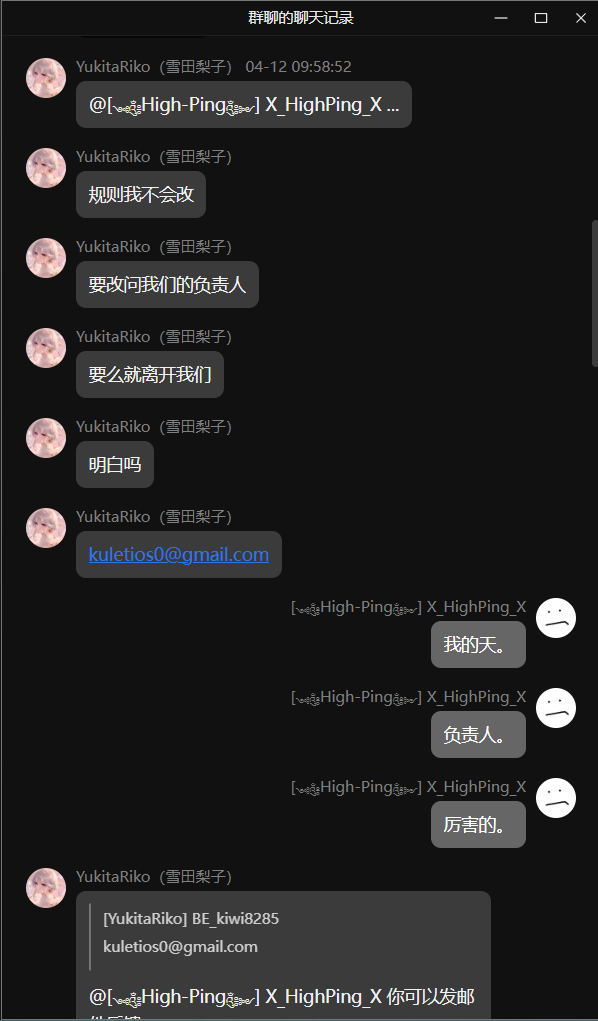 群聊的聊天记录
YukitaRiko（雪田梨子） 04-12 09:58:52
@[৻ꪆHigh-Pingꪆ৻] X_HighPing_X ...
YukitaRiko（雪田梨子）
规则我不会改
YukitaRiko（雪田梨子）
要改问我们的负责人
YukitaRiko（雪田梨子）
要么就离开我们
YukitaRiko（雪田梨子）
明白吗
YukitaRiko（雪田梨子）
kuletios0@gmail.com
[High-Ping] X_HighPing_X
我的天。
[High-Ping] X_HighPing_X
负责人。
[High-Ping] X_HighPing_X
厉害的。
YukitaRiko（雪田梨子）
[YukitaRiko] BE_kiwi8285
kuletios0@gmail.com
@[High-Ping] X_HighPing_X 你可以发邮